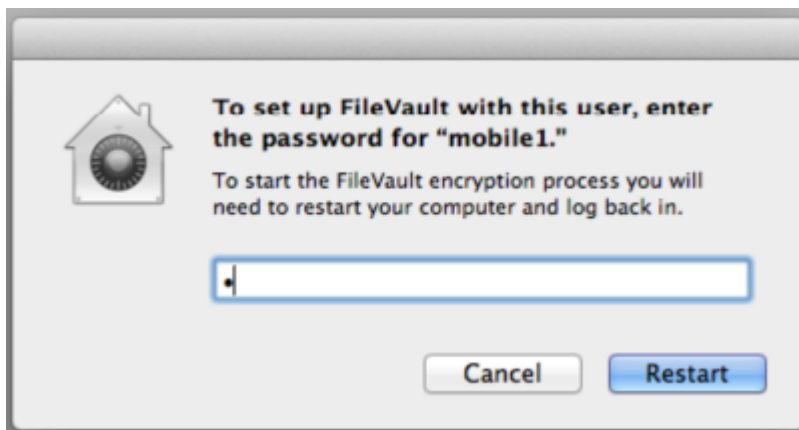 To set up FileVault with this user, enter
the password for “mobile1.”
To start the FileVault encryption process you will
need to restart your computer and log back in.
•
Cancel
Restart